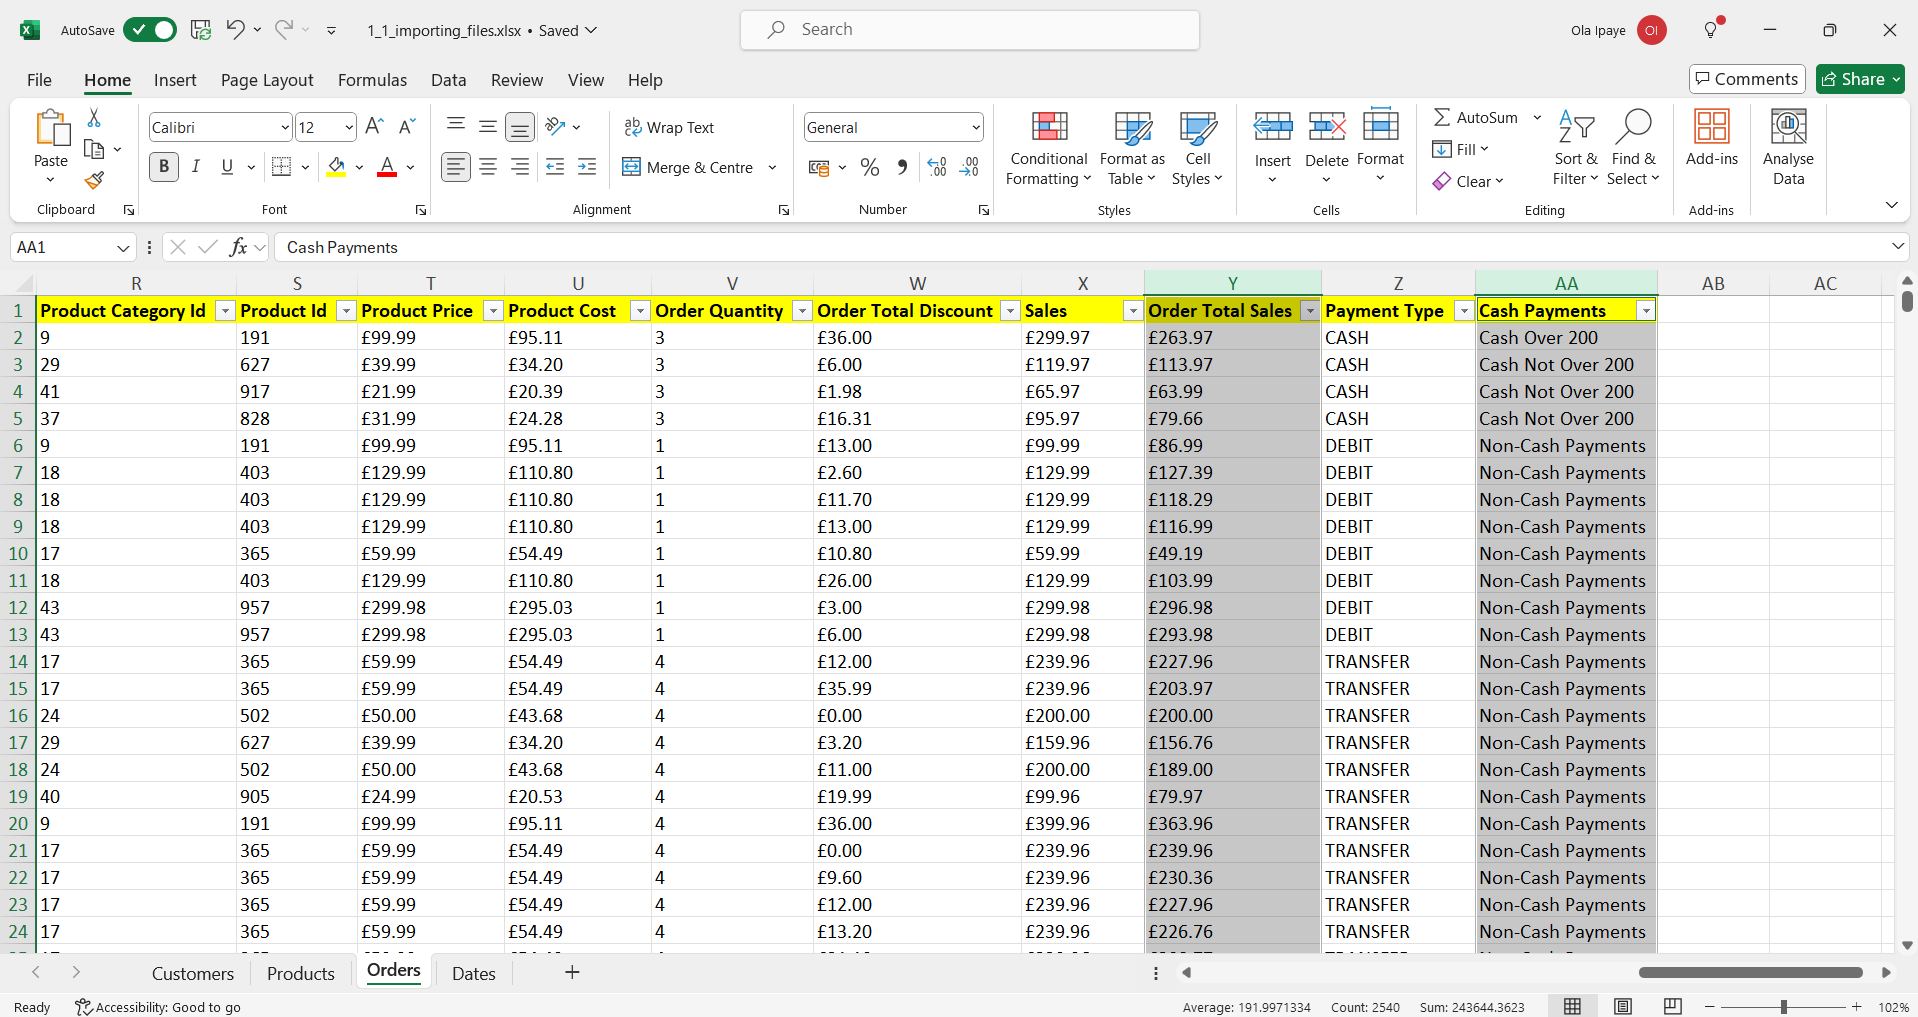 AutoSave 1_1_importing_files.xlsx • Saved Search Ola Ipaye OI
File Home Insert Page Layout Formulas Data Review View Help Comments Share
Paste Calibri 12 Wrap Text General Conditional Formatting Format as Table Cell Styles Insert Delete Format AutoSum Fill Clear Sort & Filter Find & Select Add-ins Analyse Data
B I U A Merge & Centre %
Clipboard Font Alignment Number Styles Cells Editing Add-ins
AA1 fx Cash Payments
R S T U V W X Y Z AA AB AC
1 Product Category Id Product Id Product Price Product Cost Order Quantity Order Total Discount Sales Order Total Sales Payment Type Cash Payments
2 9 191 £99.99 £95.11 3 £36.00 £299.97 £263.97 CASH Cash Over 200
3 29 627 £39.99 £34.20 3 £6.00 £119.97 £113.97 CASH Cash Not Over 200
4 41 917 £21.99 £20.39 3 £1.98 £65.97 £63.99 CASH Cash Not Over 200
5 37 828 £31.99 £24.28 3 £16.31 £95.97 £79.66 CASH Cash Not Over 200
6 9 191 £99.99 £95.11 1 £13.00 £99.99 £86.99 DEBIT Non-Cash Payments
7 18 403 £129.99 £110.80 1 £2.60 £129.99 £127.39 DEBIT Non-Cash Payments
8 18 403 £129.99 £110.80 1 £11.70 £129.99 £118.29 DEBIT Non-Cash Payments
9 18 403 £129.99 £110.80 1 £13.00 £129.99 £116.99 DEBIT Non-Cash Payments
10 17 365 £59.99 £54.49 1 £10.80 £59.99 £49.19 DEBIT Non-Cash Payments
11 18 403 £129.99 £110.80 1 £26.00 £129.99 £103.99 DEBIT Non-Cash Payments
12 43 957 £299.98 £295.03 1 £3.00 £299.98 £296.98 DEBIT Non-Cash Payments
13 43 957 £299.98 £295.03 1 £6.00 £299.98 £293.98 DEBIT Non-Cash Payments
14 17 365 £59.99 £54.49 4 £12.00 £239.96 £227.96 TRANSFER Non-Cash Payments
15 17 365 £59.99 £54.49 4 £35.99 £239.96 £203.97 TRANSFER Non-Cash Payments
16 24 502 £50.00 £43.68 4 £0.00 £200.00 £200.00 TRANSFER Non-Cash Payments
17 29 627 £39.99 £34.20 4 £3.20 £159.96 £156.76 TRANSFER Non-Cash Payments
18 24 502 £50.00 £43.68 4 £11.00 £200.00 £189.00 TRANSFER Non-Cash Payments
19 40 905 £24.99 £20.53 4 £19.99 £99.96 £79.97 TRANSFER Non-Cash Payments
20 9 191 £99.99 £95.11 4 £36.00 £399.96 £363.96 TRANSFER Non-Cash Payments
21 17 365 £59.99 £54.49 4 £0.00 £239.96 £239.96 TRANSFER Non-Cash Payments
22 17 365 £59.99 £54.49 4 £9.60 £239.96 £230.36 TRANSFER Non-Cash Payments
23 17 365 £59.99 £54.49 4 £12.00 £239.96 £227.96 TRANSFER Non-Cash Payments
24 17 365 £59.99 £54.49 4 £13.20 £239.96 £226.76 TRANSFER Non-Cash Payments
Customers Products Orders Dates
Ready Accessibility: Good to go Average: 191.9971334 Count: 2540 Sum: 243644.3623 102%